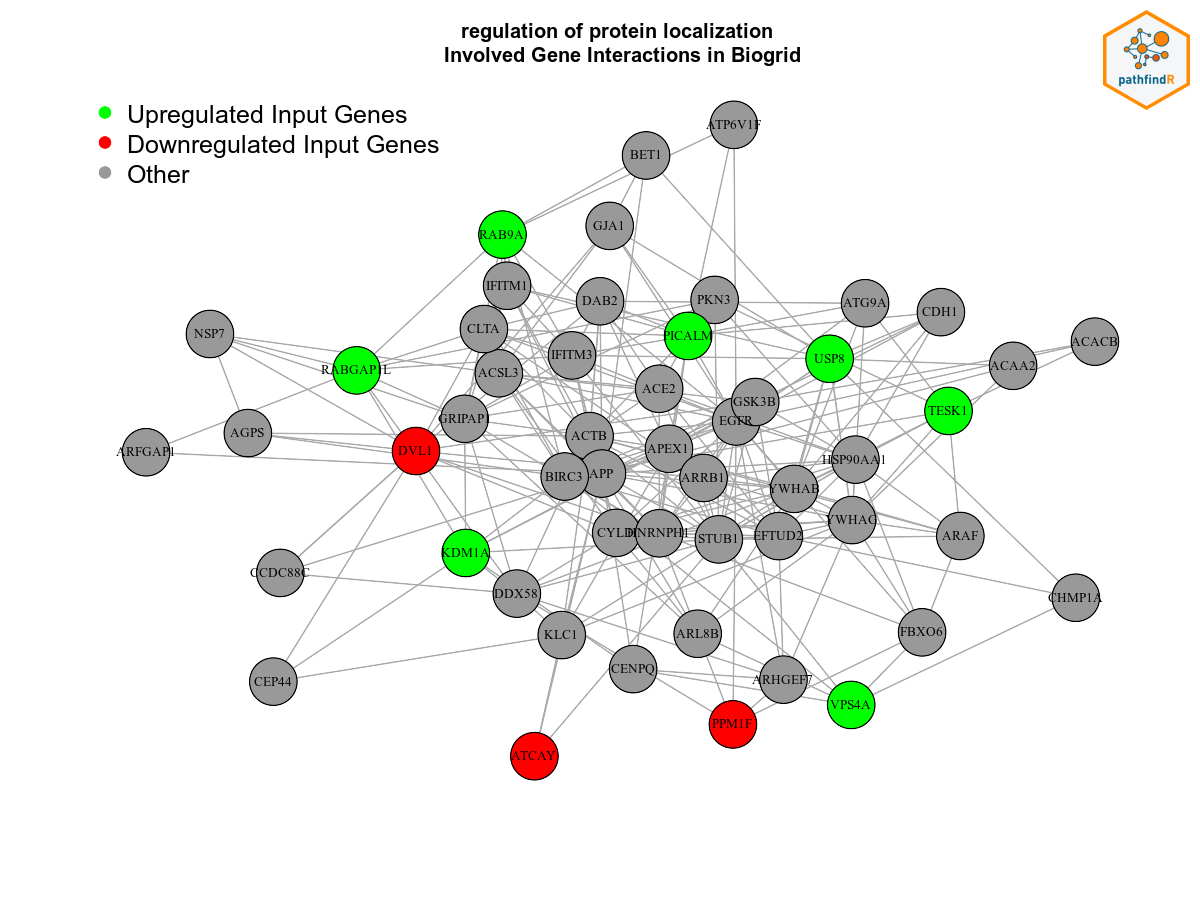 regulation of protein localization
Involved Gene Interactions in Biogrid
pathfindR
Upregulated Input Genes
Downregulated Input Genes
Other
ATP6V1F
BET1
GJA1
RAB9A
IFITM1
DAB2
PKN3
ATG9A
CDH1
NSP7
CLTA
PICALM
ACACB
IFITM3
USP8
ACAA2
RABGAP1L
ACSL3
ACE2
GSK3B
TESK1
GRIPAP1
EGFR
AGPS
ACTB
ARFGAP1
DVL1
APEX1
HSP90AA1
BIRC3
APP
ARRB1
YWHAB
YWHAG
CYLD
HNRNPH1
STUB1
EFTUD2
ARAF
KDM1A
CCDC88C
DDX58
CHMP1A
KLC1
ARL8B
FBXO6
CENPQ
CEP44
ARHGEF7
VPS4A
PPM1F
ATCAY